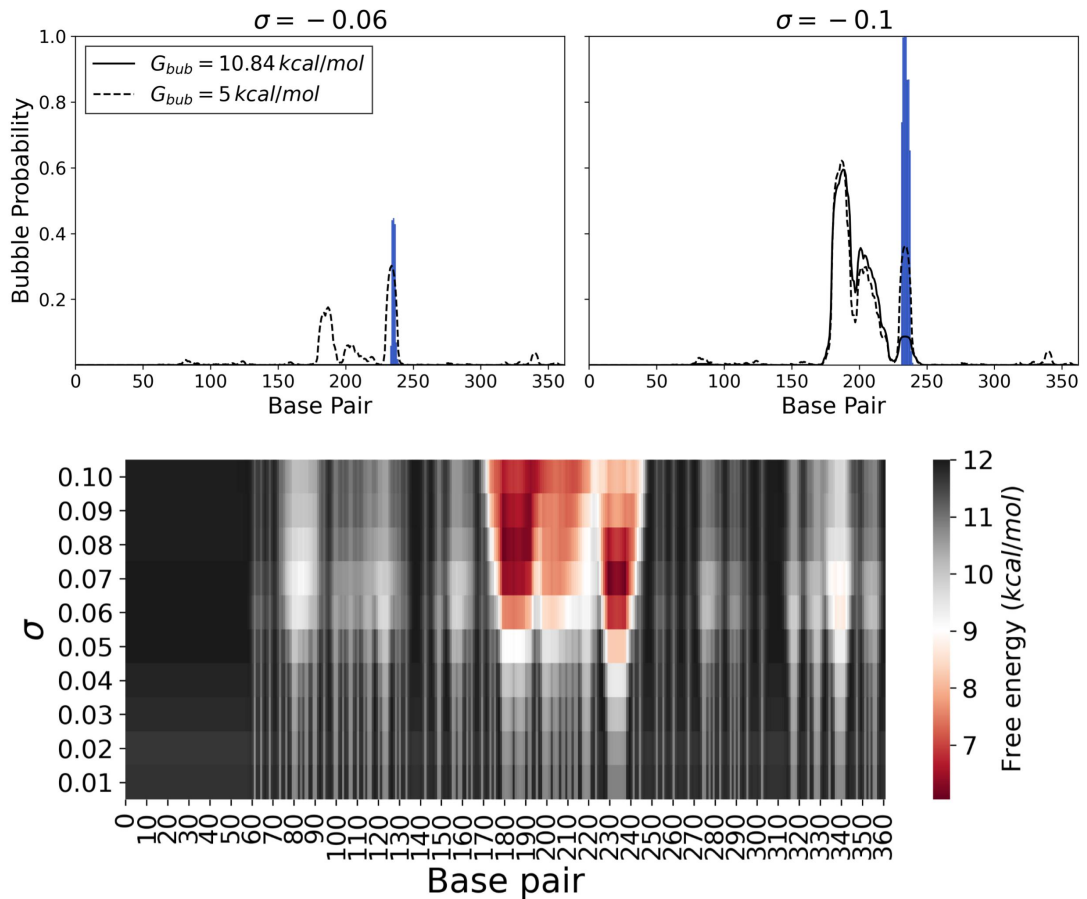 σ = −0.06
σ = −0.1
1.0
0.8
0.6
0.4
0.2
Bubble Probability
G_bub = 10.84 kcal/mol
G_bub = 5 kcal/mol
0 50 100 150 200 250 300 350
0 50 100 150 200 250 300 350
Base Pair
Base Pair
0.10
0.09
0.08
0.07
0.06
0.05
0.04
0.03
0.02
0.01
σ
0 10 20 30 40 50 60 70 80 90 100 110 120 130 140 150 160 170 180 190 200 210 220 230 240 250 260 270 280 290 300 310 320 330 340 350 360
Base pair
12
11
10
9
8
7
Free energy (kcal/mol)